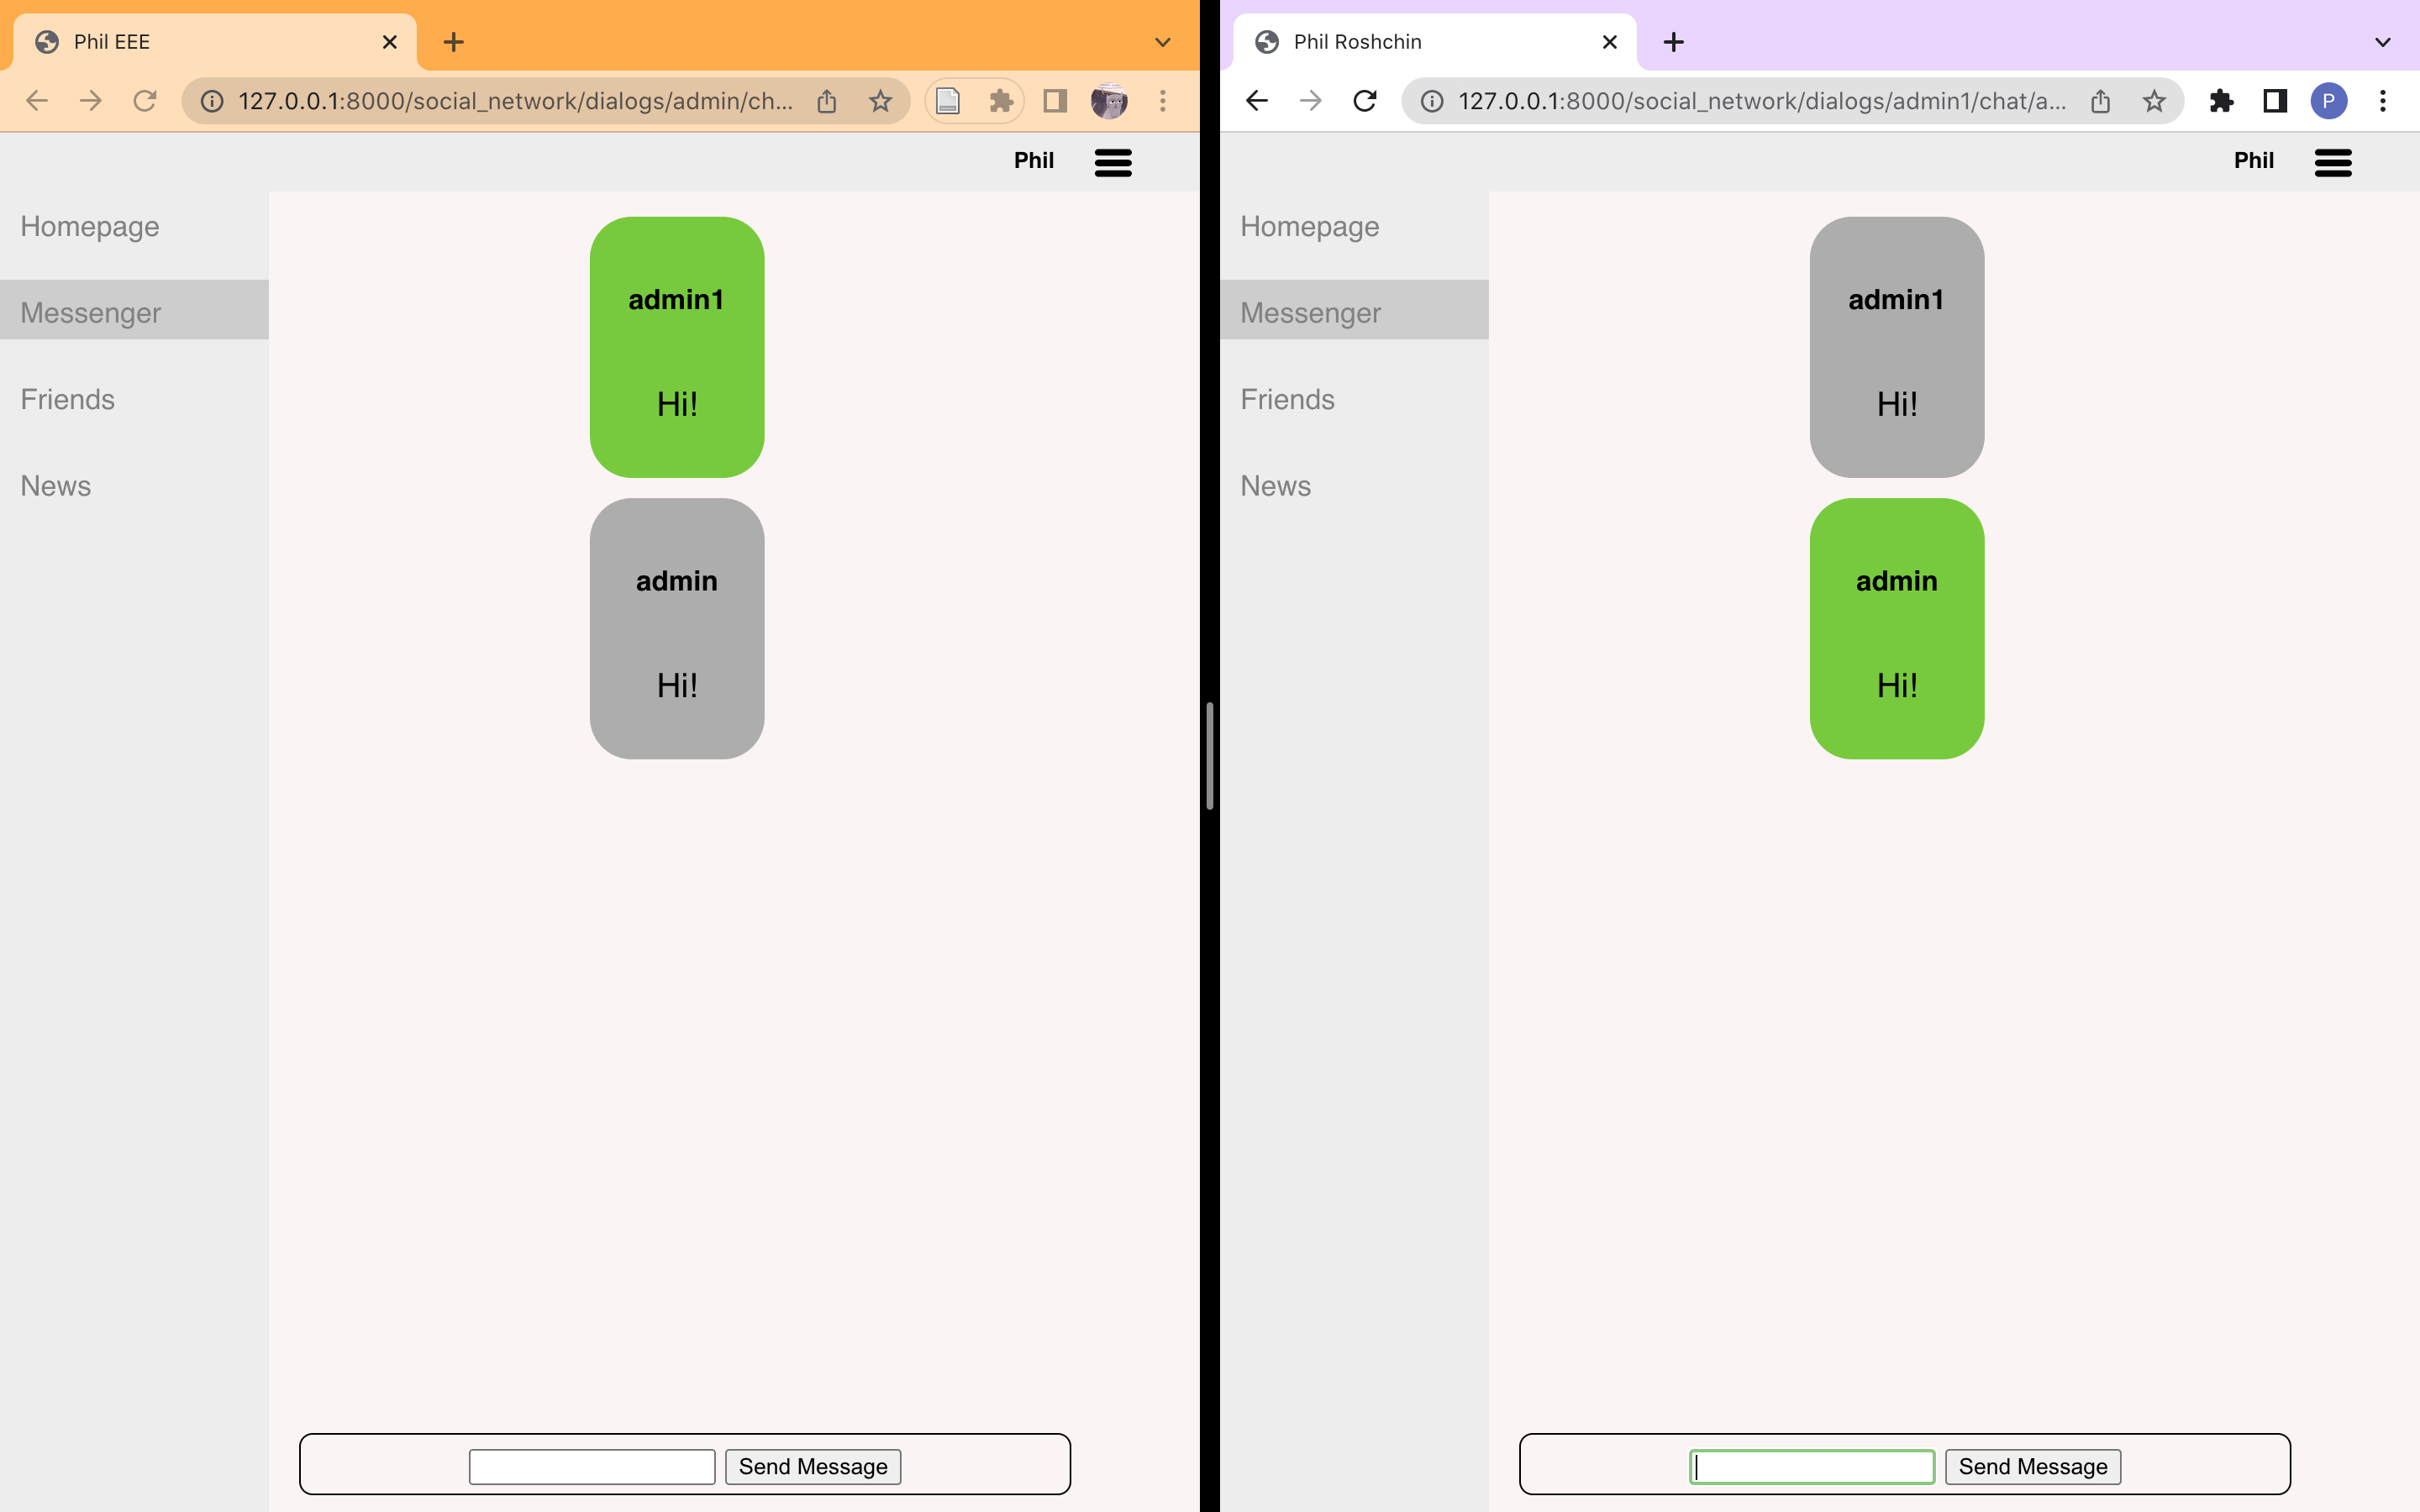 Phil EEE
127.0.0.1:8000/social_network/dialogs/admin/ch...
Phil
Homepage
Messenger
Friends
News
admin1
Hi!
admin
Hi!
Send Message
Phil Roshchin
127.0.0.1:8000/social_network/dialogs/admin1/chat/a...
P
Phil
Homepage
Messenger
Friends
News
admin1
Hi!
admin
Hi!
Send Message